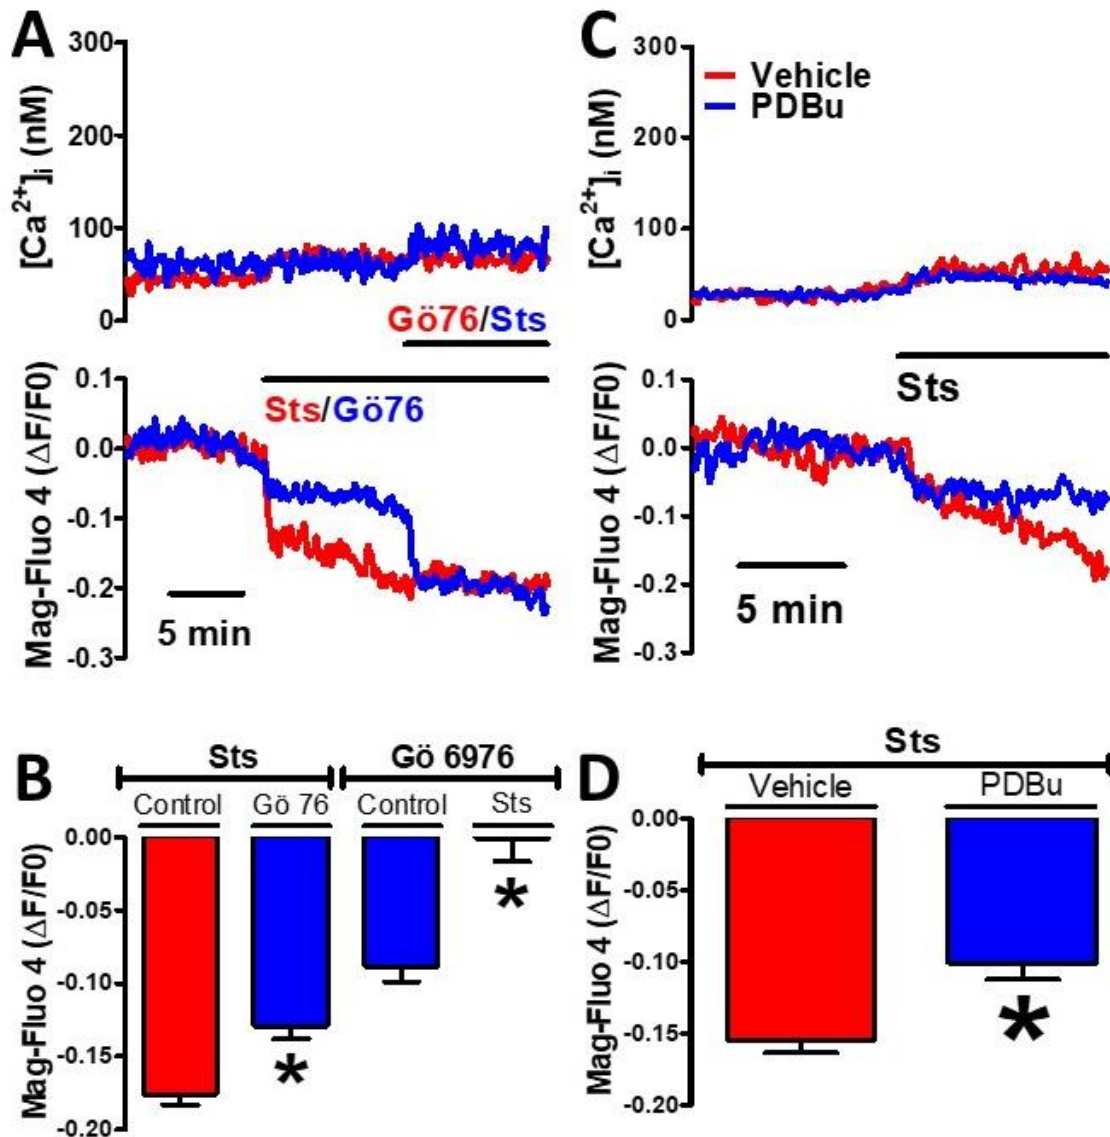 A
300
200
100
0
[Ca2+]i (nM)
Gö76/Sts
0.1
0.0
-0.1
-0.2
-0.3
Mag-Fluo 4 (ΔF/F0)
Sts/Gö76
5 min
C
300
200
100
0
[Ca2+]i (nM)
Vehicle
PDBu
0.1
0.0
-0.1
-0.2
-0.3
Mag-Fluo 4 (ΔF/F0)
Sts
5 min
B
Sts
Gö 6976
Control
Gö 76
Control
Sts
0.00
-0.05
-0.10
-0.15
-0.20
Mag-Fluo 4 (ΔF/F0)
*
*
D
Sts
Vehicle
PDBu
0.00
-0.05
-0.10
-0.15
-0.20
Mag-Fluo 4 (ΔF/F0)
*